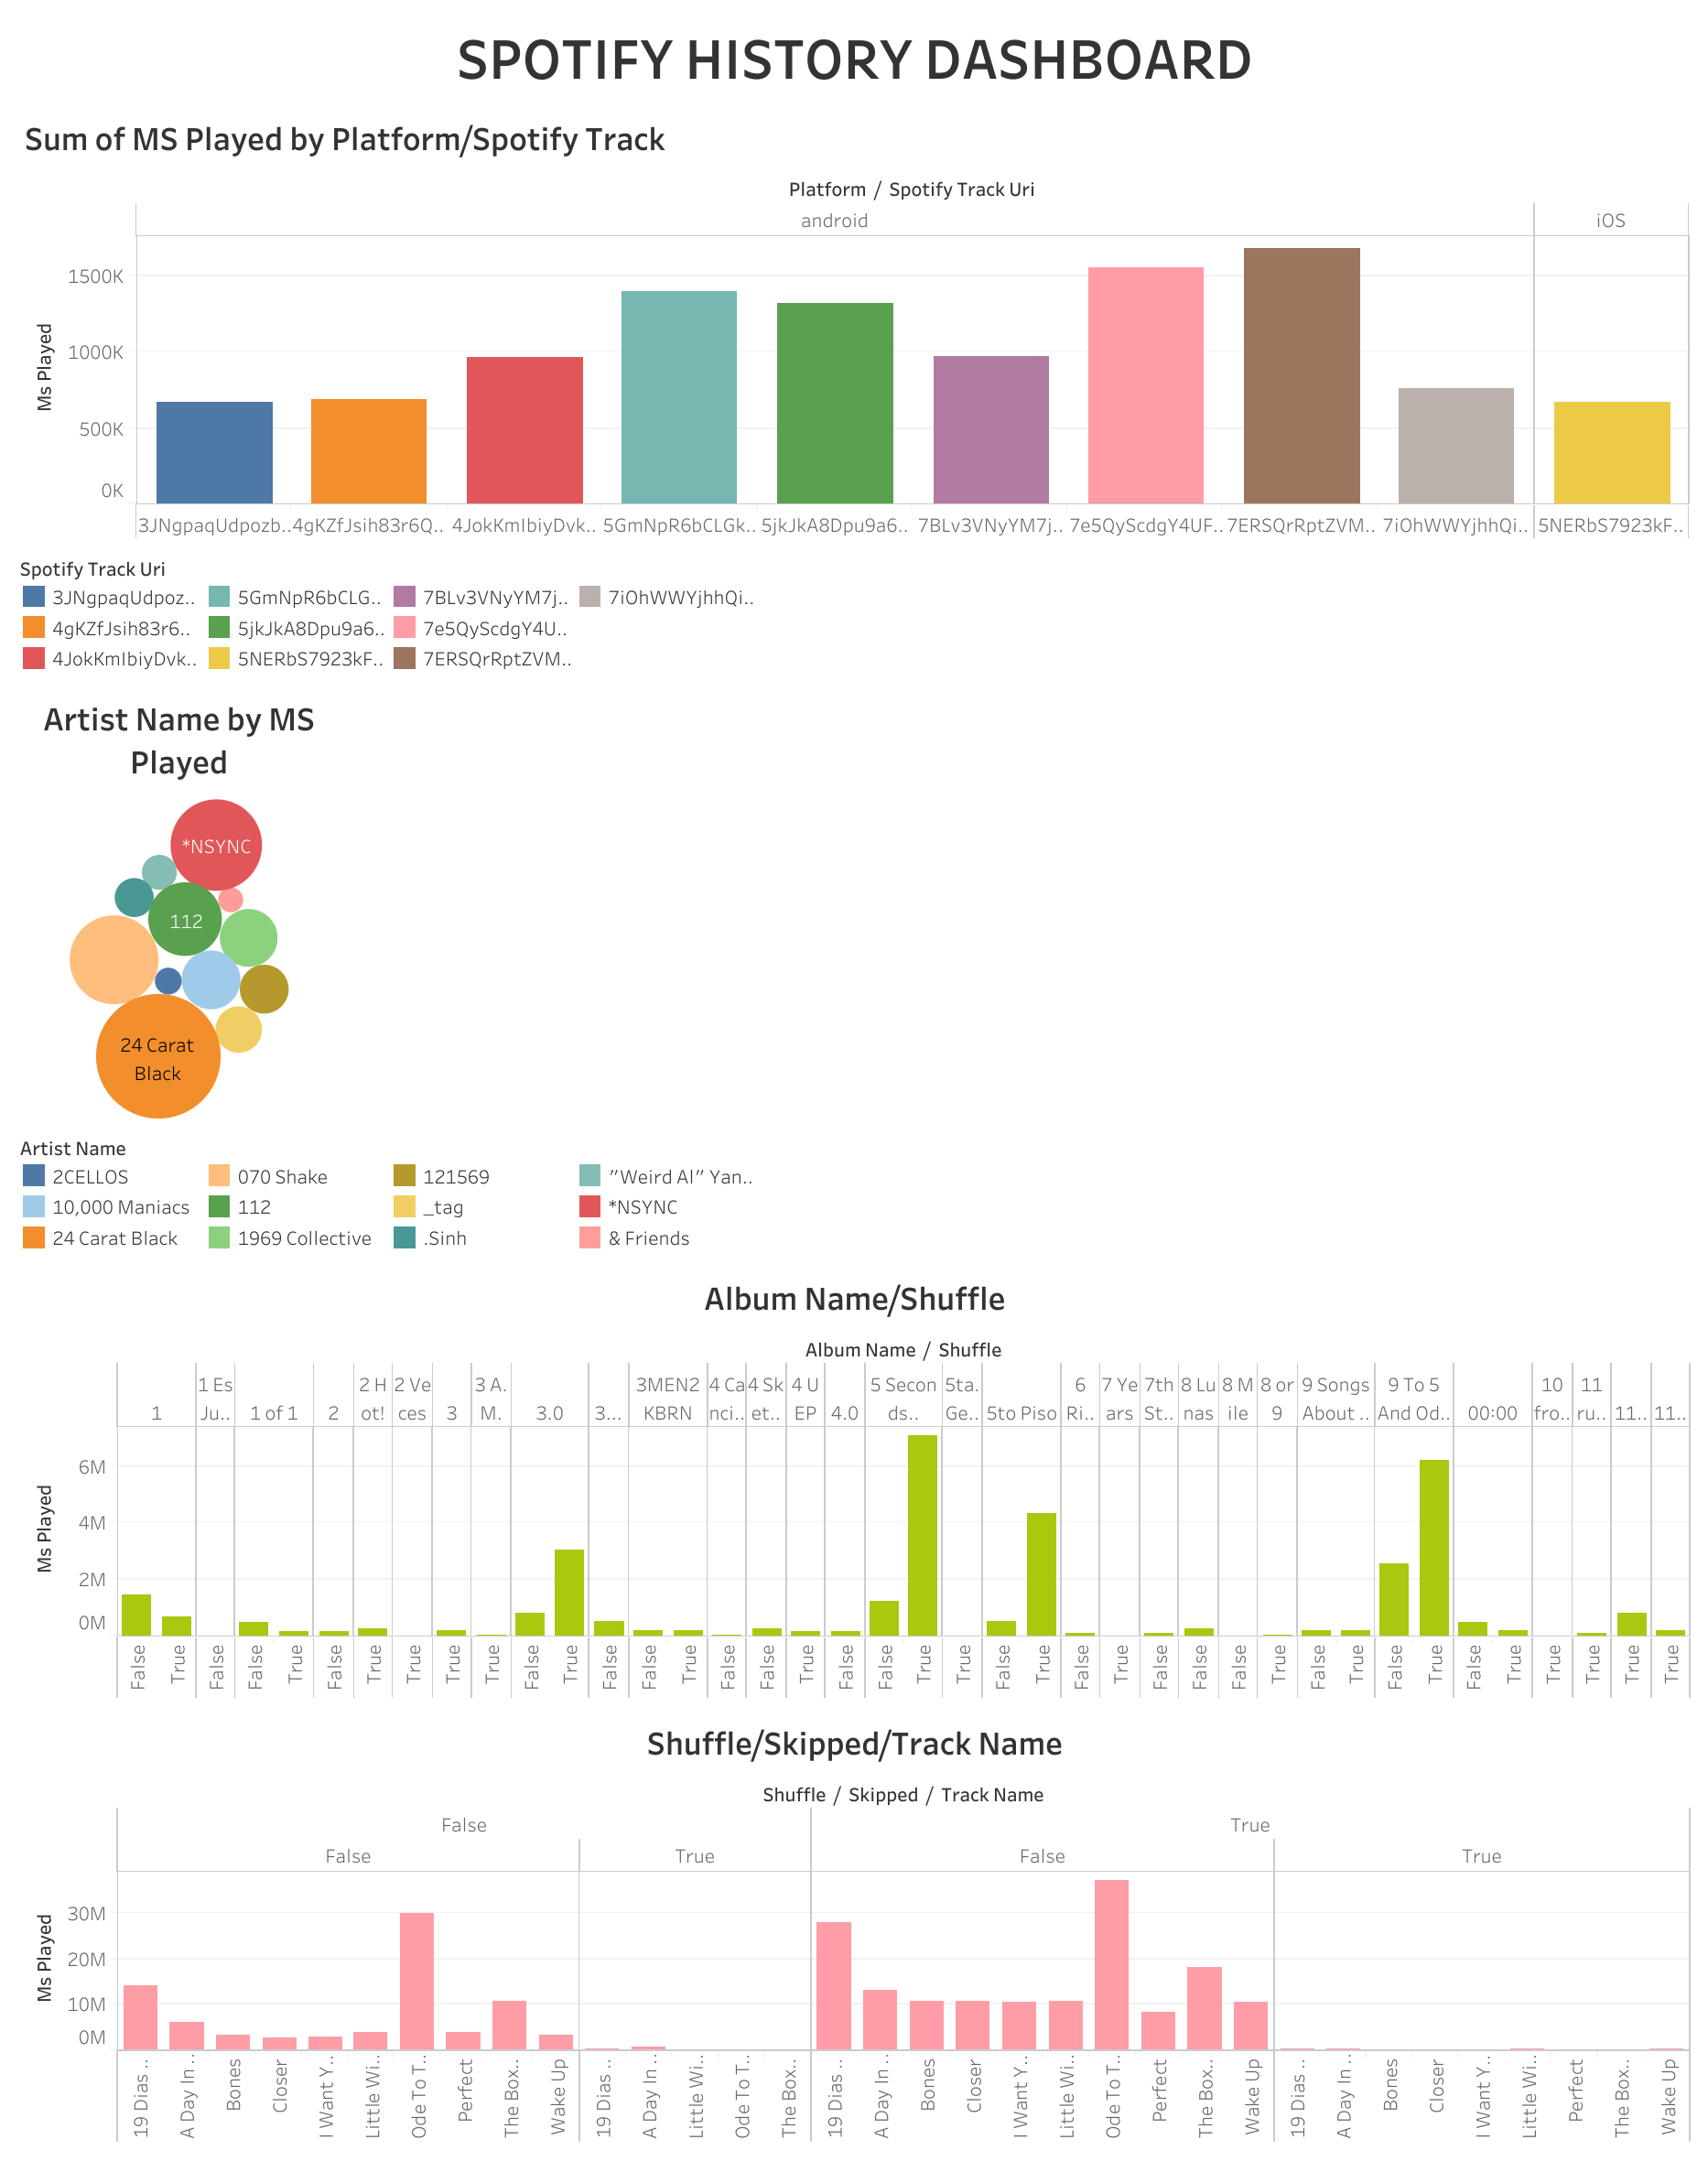 SPOTIFY HISTORY DASHBOARD
Sum of MS Played by Platform/Spotify Track
Platform / Spotify Track Uri
android iOS
Ms Played
1500K
1000K
500K
0K
3JNgpaqUdpozb.. 4gKZfJsih83r6Q.. 4JokKmIbiyDvk.. 5GmNpR6bCLGk.. 5jkJkA8Dpu9a6.. 7BLv3VNyYM7j.. 7e5QyScdgY4UF.. 7ERSQrRptZVM.. 7iOhWWYjhhQi.. 5NERbS7923kF..
Spotify Track Uri
3JNgpaqUdpoz.. 5GmNpR6bCLG.. 7BLv3VNyYM7j.. 7iOhWWYjhhQi..
4gKZfJsih83r6.. 5jkJkA8Dpu9a6.. 7e5QyScdgY4U..
4JokKmIbiyDvk.. 5NERbS7923kF.. 7ERSQrRptZVM..
Artist Name by MS
Played
*NSYNC
112
24 Carat
Black
Artist Name
2CELLOS 070 Shake 121569 "Weird Al" Yan..
10,000 Maniacs 112 _tag *NSYNC
24 Carat Black 1969 Collective .Sinh & Friends
Album Name/Shuffle
Album Name / Shuffle
1 Es 2 H 2 Ve 3 A. 3MEN2 4 Ca 4 Sk 4 U 5 Secon 5ta. 6 7 Ye 7th 8 Lu 8 M 8 or 9 Songs 9 To 5 10 11
1 Ju.. 1 of 1 2 ot! ces 3 M. 3.0 3... KBRN nci.. et.. EP 4.0 ds.. Ge.. 5to Piso Ri.. ars St.. nas ile 9 About .. And Od.. 00:00 fro.. ru.. 11.. 11..
Ms Played
6M
4M
2M
0M
False True False False True False True True True True False True False False True False False True False False True True False True False True False False False True False True False True False True True True True True
Shuffle/Skipped/Track Name
Shuffle / Skipped / Track Name
False True
False True False True
Ms Played
30M
20M
10M
0M
19 Dias .. A Day In .. Bones Closer I Want Y.. Little Wi.. Ode To T.. Perfect The Box.. Wake Up 19 Dias .. A Day In .. Little Wi.. Ode To T.. The Box.. 19 Dias .. A Day In .. Bones Closer I Want Y.. Little Wi.. Ode To T.. Perfect The Box.. Wake Up 19 Dias .. A Day In .. Bones Closer I Want Y.. Little Wi.. Perfect The Box.. Wake Up